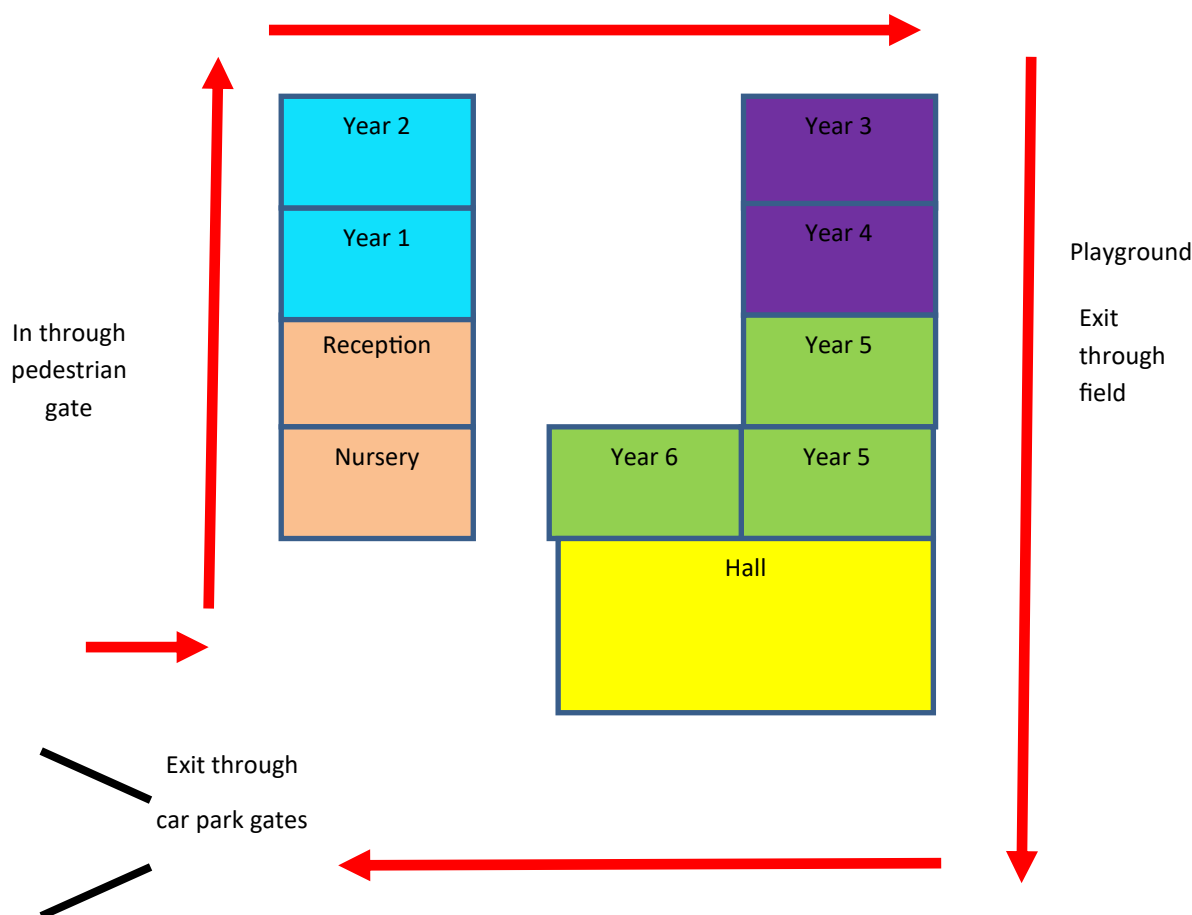 Year 2
Year 3
Year 1
Year 4
Playground
In through
pedestrian
gate
Reception
Year 5
Exit
through
field
Nursery
Year 6
Year 5
Hall
Exit through
car park gates